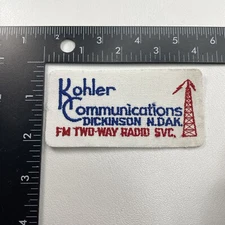 Kohler
Communications
DICKINSON N.DAK.
FM TWO-WAY RADIO SVC.